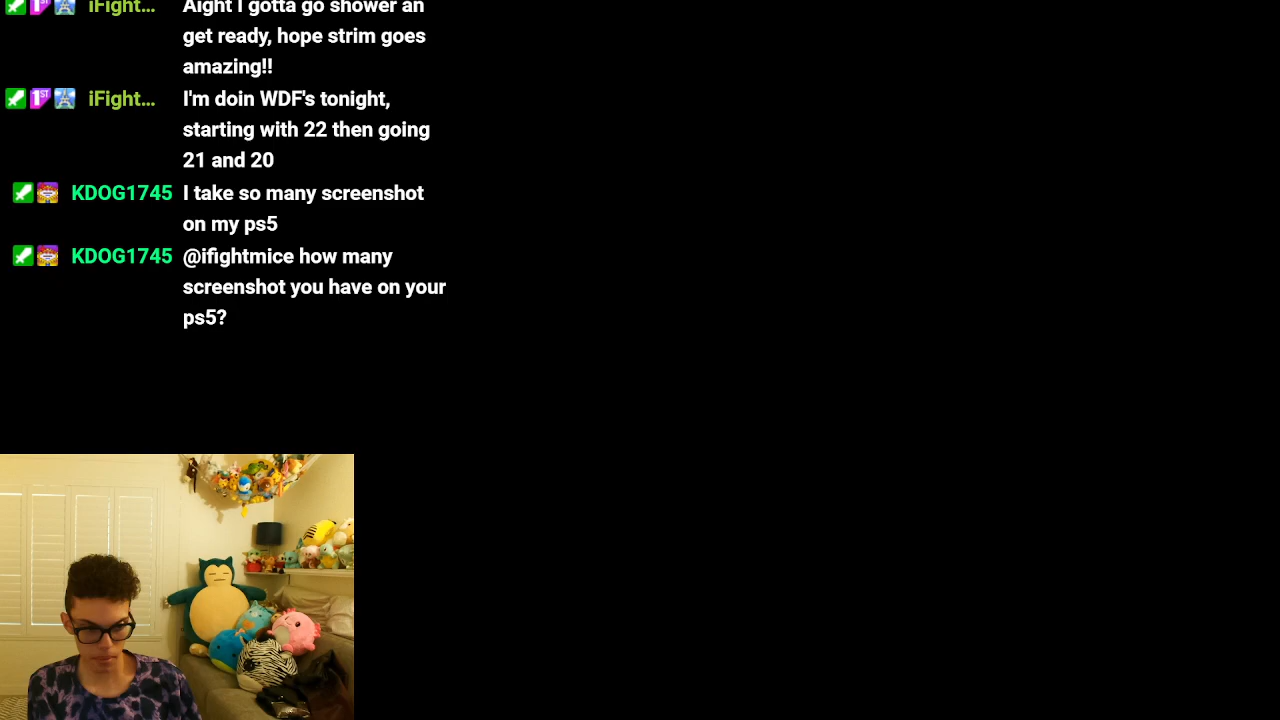 iFight... Aight I gotta go shower an
get ready, hope strim goes
amazing!!
1ST iFight... I'm doin WDF's tonight,
starting with 22 then going
21 and 20
KDOG1745 I take so many screenshot
on my ps5
KDOG1745 @ifightmice how many
screenshot you have on your
ps5?